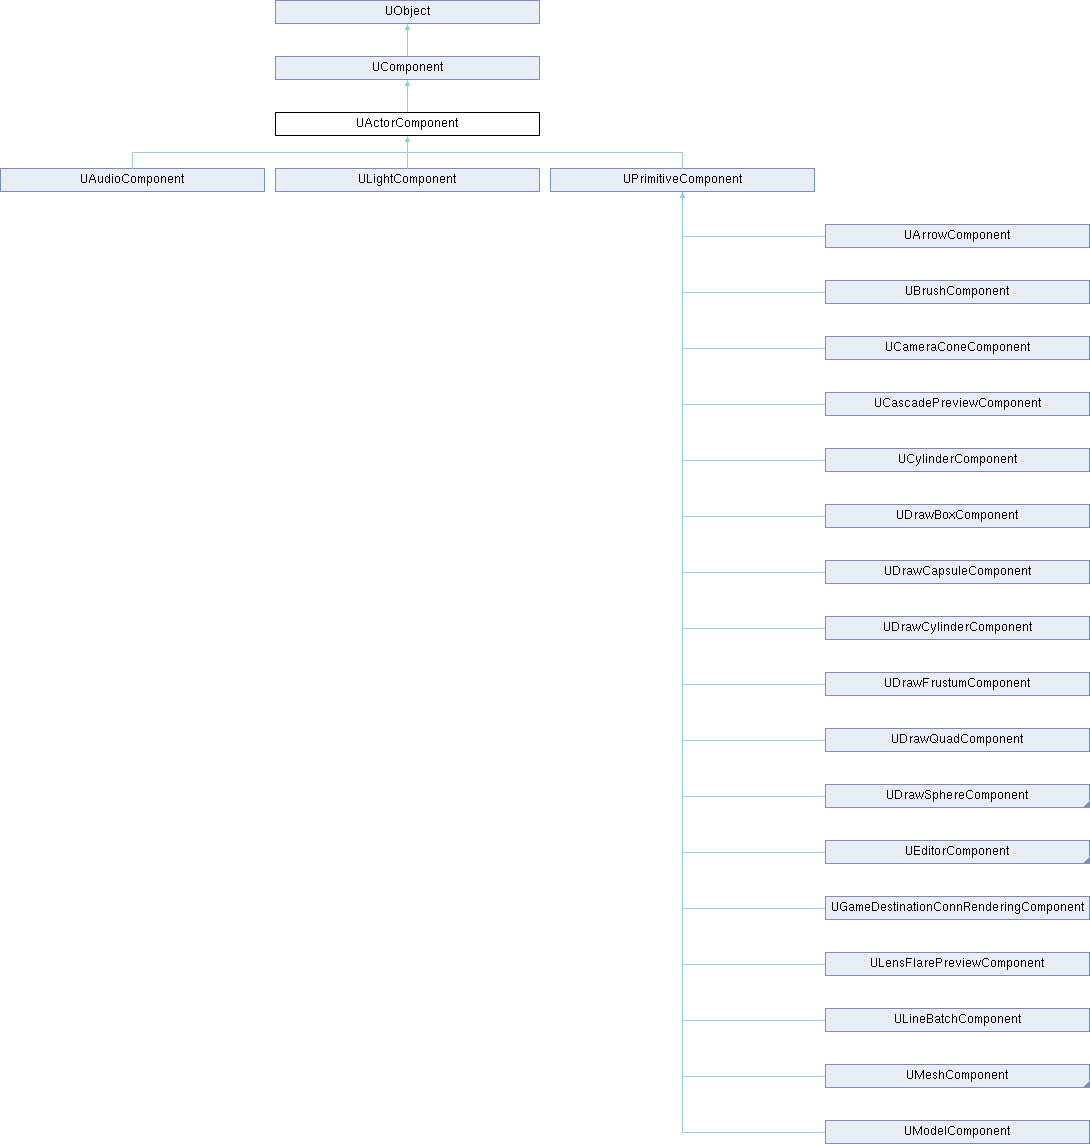 UObject
UComponent
UActorComponent
UAudioComponent
ULightComponent
UPrimitiveComponent
UArrowComponent
UBrushComponent
UCameraConeComponent
UCascadePreviewComponent
UCylinderComponent
UDrawBoxComponent
UDrawCapsuleComponent
UDrawCylinderComponent
UDrawFrustumComponent
UDrawQuadComponent
UDrawSphereComponent
UEditorComponent
UGameDestinationConnRenderingComponent
ULensFlarePreviewComponent
ULineBatchComponent
UMeshComponent
UModelComponent